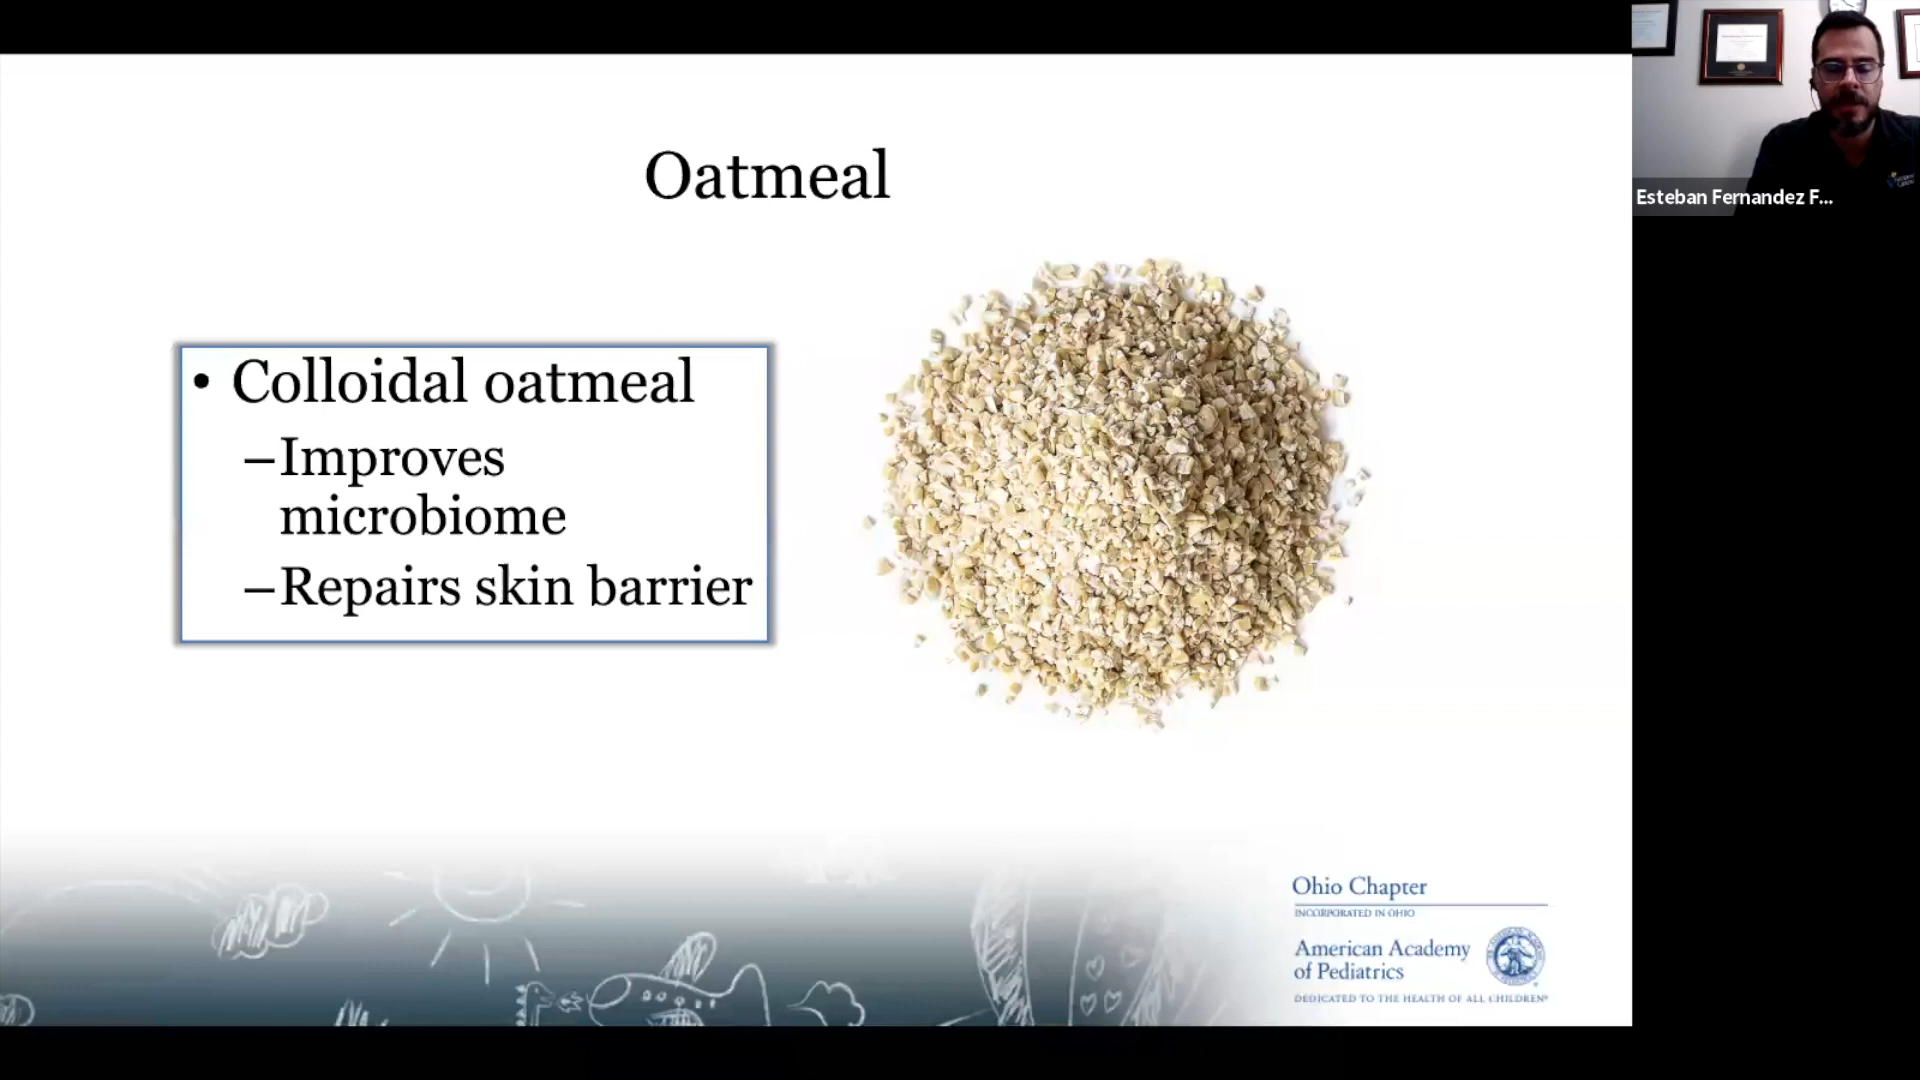 Oatmeal
• Colloidal oatmeal
–Improves
microbiome
–Repairs skin barrier
Ohio Chapter
INCORPORATED IN OHIO
American Academy
of Pediatrics
DEDICATED TO THE HEALTH OF ALL CHILDREN®
Esteban Fernandez F...